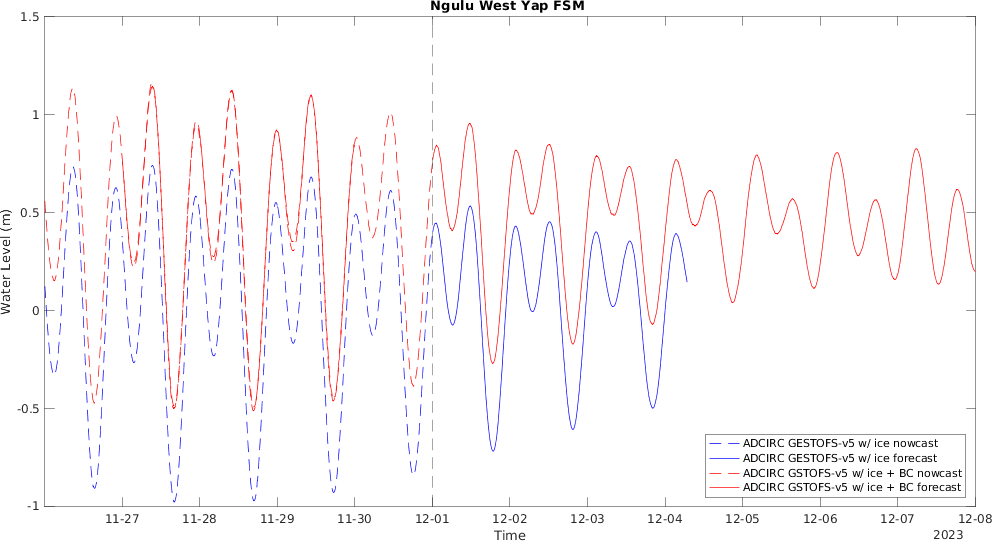 Ngulu West Yap FSM
1.5
1
0.5
0
-0.5
-1
Water Level (m)
11-27 11-28 11-29 11-30 12-01 12-02 12-03 12-04 12-05 12-06 12-07 12-08
Time
2023
ADCIRC GESTOFS-v5 w/ ice nowcast
ADCIRC GESTOFS-v5 w/ ice forecast
ADCIRC GSTOFS-v5 w/ ice + BC nowcast
ADCIRC GSTOFS-v5 w/ ice + BC forecast